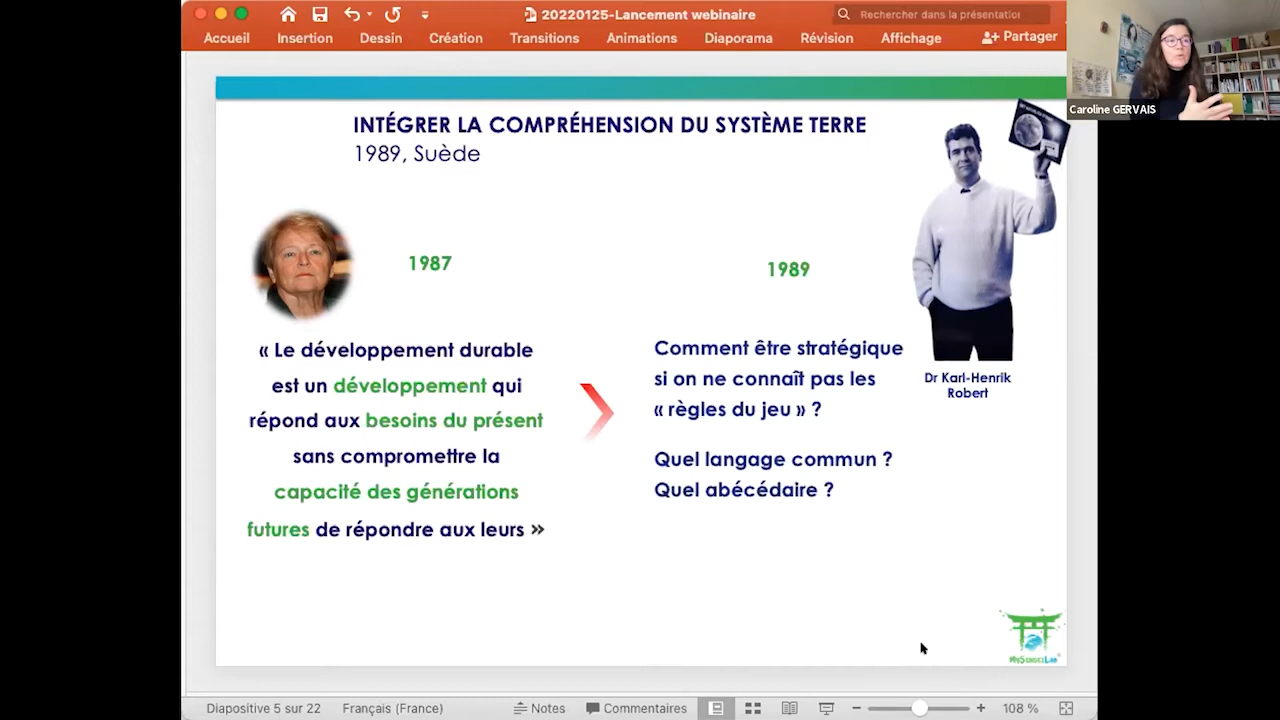 20220125-Lancement webinaire
Rechercher dans la présentation
Accueil
Insertion
Dessin
Création
Transitions
Animations
Diaporama
Révision
Affichage
Partager
Caroline GERVAIS
INTÉGRER LA COMPRÉHENSION DU SYSTÈME TERRE
1989, Suède
1987
« Le développement durable
est un développement qui
répond aux besoins du présent
sans compromettre la
capacité des générations
futures de répondre aux leurs »
1989
Comment être stratégique
si on ne connaît pas les
« règles du jeu » ?
Quel langage commun ?
Quel abécédaire ?
Dr Karl-Henrik
Robert
MySenseiLab
Diapositive 5 sur 22
Français (France)
Notes
Commentaires
108 %